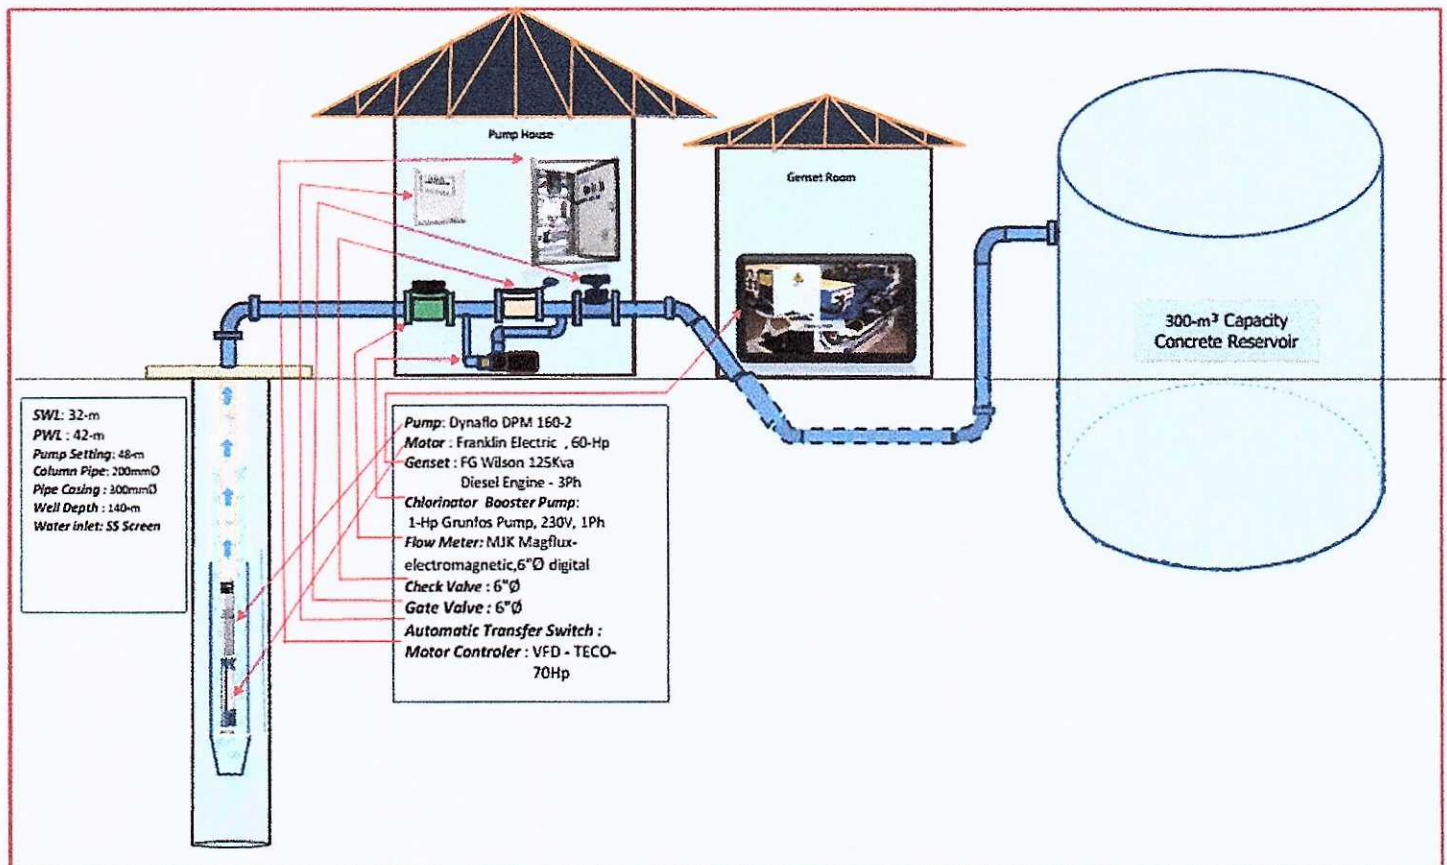 Pump House
Genset Room
300-m³ Capacity
Concrete Reservoir
SWL: 32-m
PWL : 42-m
Pump Setting: 48-m
Column Pipe: 200mmØ
Pipe Casing : 300mmØ
Well Depth : 140-m
Water inlet: SS Screen
Pump: Dynaflo DPM 160-2
Motor : Franklin Electric , 60-Hp
Genset : FG Wilson 125Kva
Diesel Engine - 3Ph
Chlorinator Booster Pump:
1-Hp Grunfos Pump, 230V, 1Ph
Flow Meter: MJK Magflux-
electromagnetic,6"Ø digital
Check Valve : 6"Ø
Gate Valve : 6"Ø
Automatic Transfer Switch :
Motor Controler : VFD - TECO-
70Hp